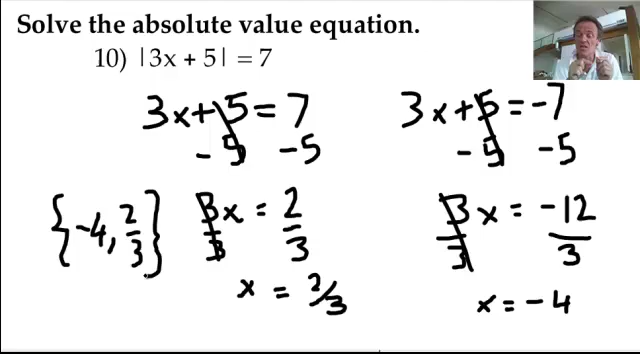 Solve the absolute value equation.
10) |3x + 5| = 7
3x+5=7
-5 -5
3x = 2
3 3
x = 2/3
3x+5=-7
-5 -5
3x = -12
3 3
x = -4
{-4, 2/3}